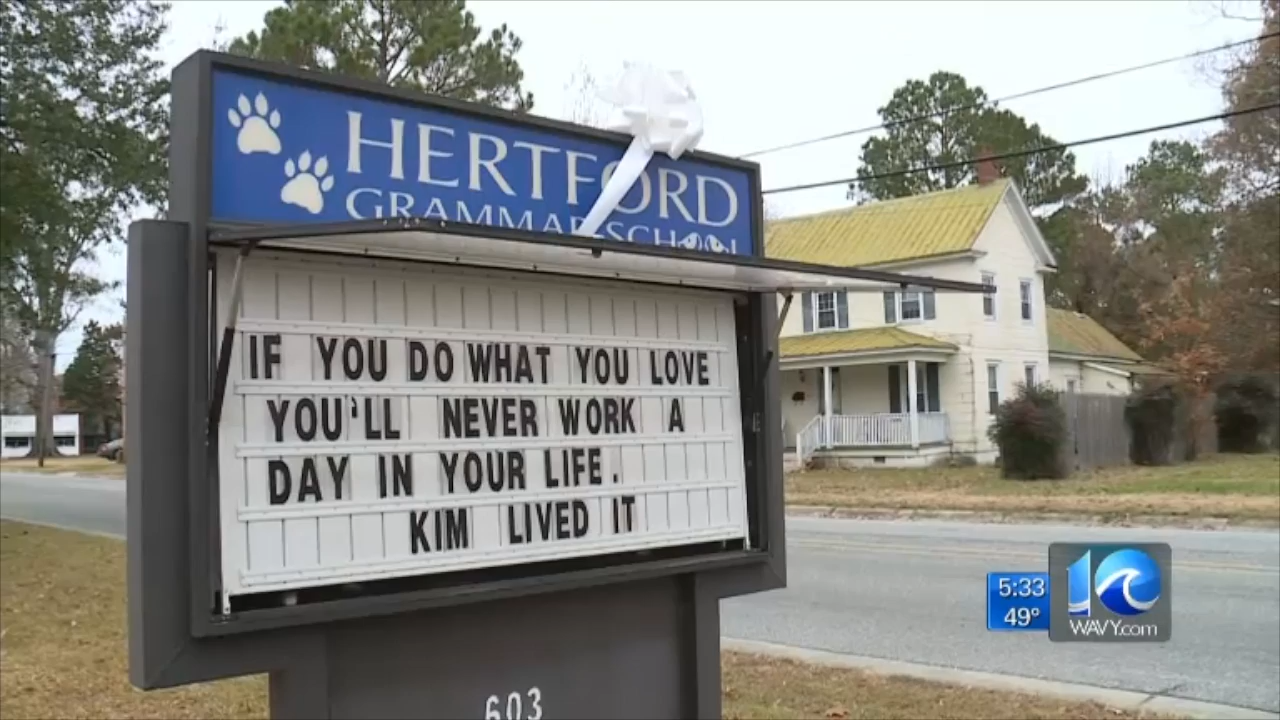 HERTFORD
GRAMMAR SCHOOL
IF YOU DO WHAT YOU LOVE
YOU'LL NEVER WORK A
DAY IN YOUR LIFE.
KIM LIVED IT
603
5:33
49°
10
WAVY.com